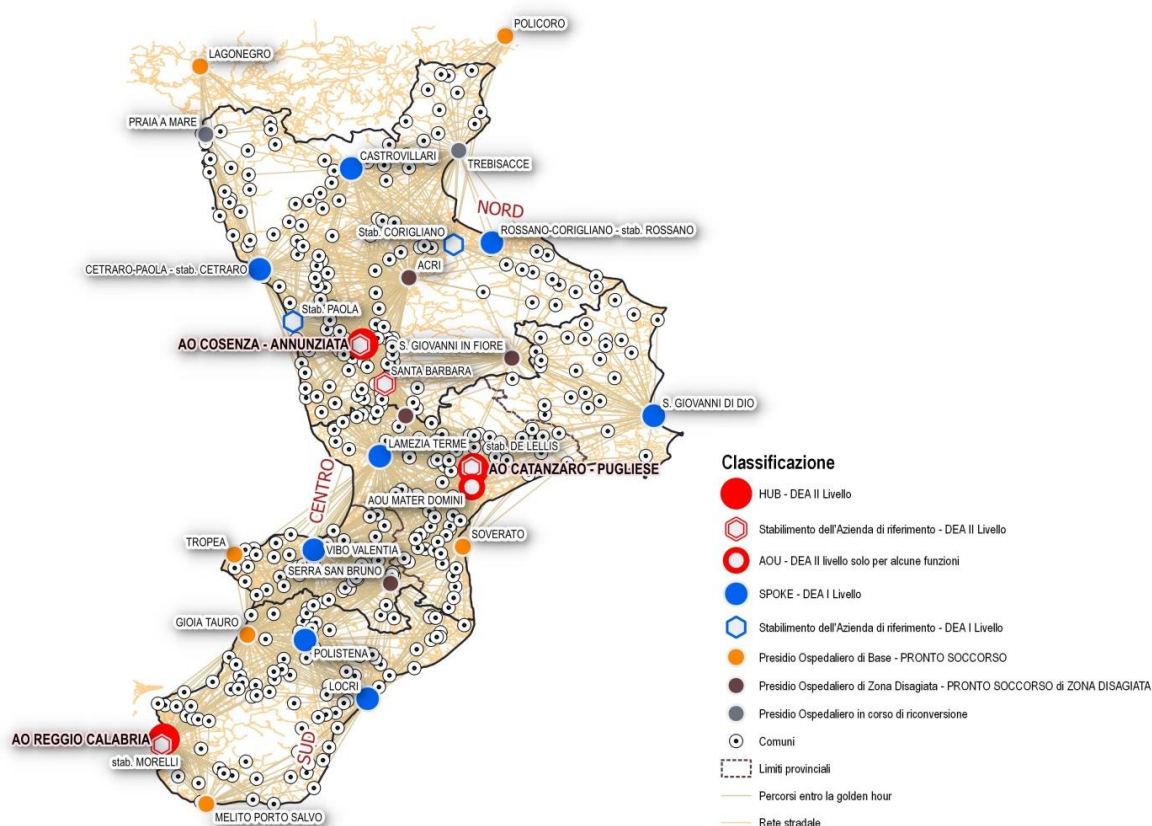 POLICORO
LAGONEGRO
PRAIA A MARE
CASTROVILLARI
TREBISACCE
NORD
Stab. CORIGLIANO
ROSSANO-CORIGLIANO - stab. ROSSANO
CETRARO-PAOLA - stab. CETRARO
ACRI
Stab. PAOLA
AO COSENZA - ANNUNZIATA
S. GIOVANNI IN FIORE
SANTA BARBARA
S. GIOVANNI DI DIO
LAMEZIA TERME
stab. DE LELLIS
AO CATANZARO - PUGLIESE
CENTRO
AOU MATER DOMINI
SOVERATO
TROPEA
VIBO VALENTIA
SERRA SAN BRUNO
GIOIA TAURO
POLISTENA
LOCRI
SUD
AO REGGIO CALABRIA
stab. MORELLI
MELITO PORTO SALVO
Classificazione
HUB - DEA II Livello
Stabilimento dell'Azienda di riferimento - DEA II Livello
AOU - DEA II livello solo per alcune funzioni
SPOKE - DEA I Livello
Stabilimento dell'Azienda di riferimento - DEA I Livello
Presidio Ospedaliero di Base - PRONTO SOCCORSO
Presidio Ospedaliero di Zona Disagiata - PRONTO SOCCORSO di ZONA DISAGIATA
Presidio Ospedaliero in corso di riconversione
Comuni
Limiti provinciali
Percorsi entro la golden hour
Rete stradale